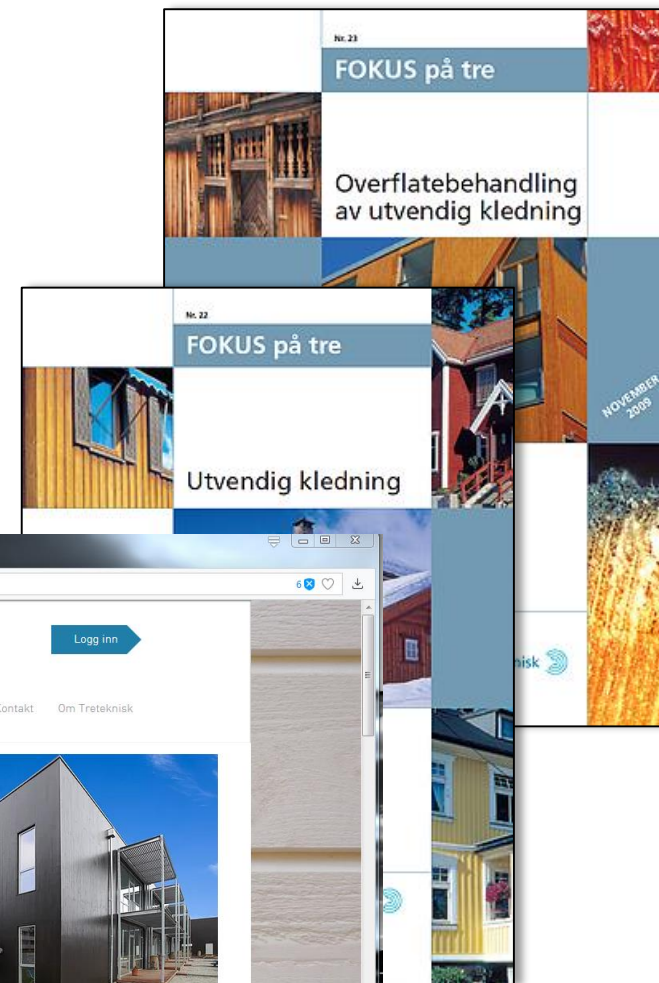 Nr. 23
FOKUS på tre
Overflatebehandling
av utvendig kledning
NOVEMBER
2009
Nr. 22
FOKUS på tre
Utvendig kledning
6
Logg inn
Kontakt Om Treteknisk